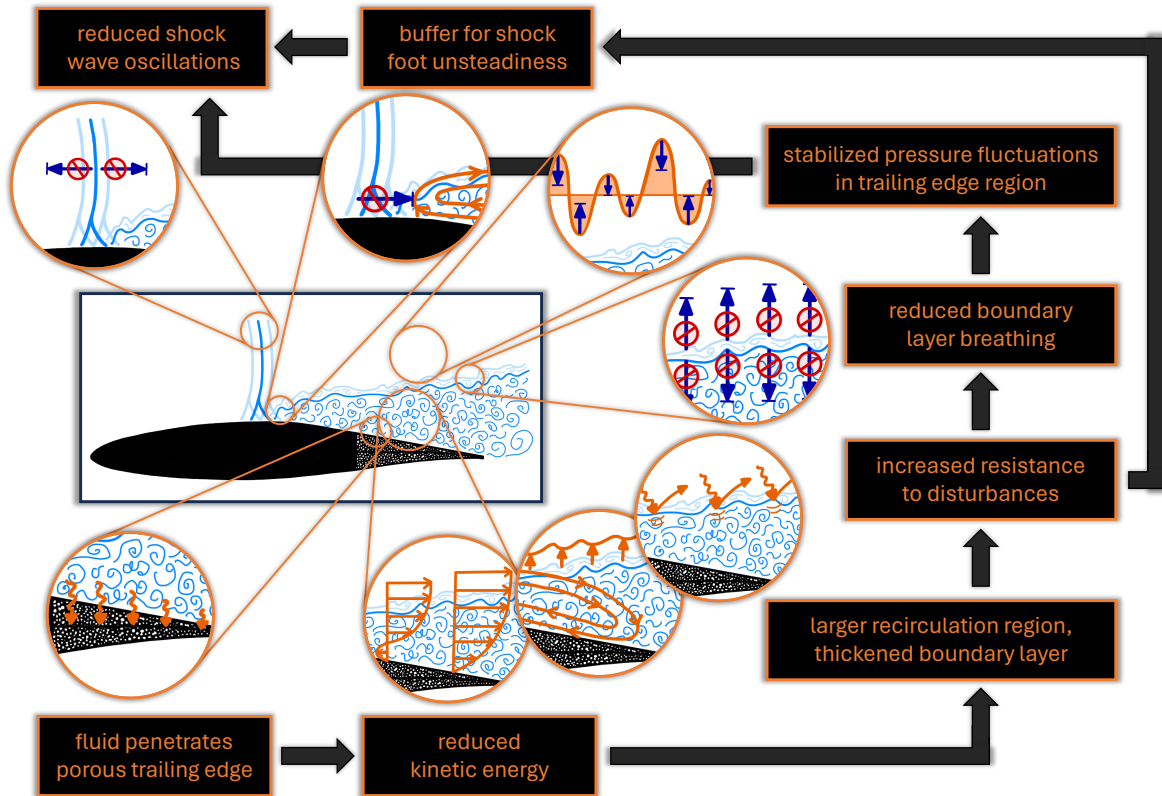 reduced shock
wave oscillations
buffer for shock
foot unsteadiness
stabilized pressure fluctuations
in trailing edge region
reduced boundary
layer breathing
increased resistance
to disturbances
larger recirculation region,
thickened boundary layer
fluid penetrates
porous trailing edge
reduced
kinetic energy